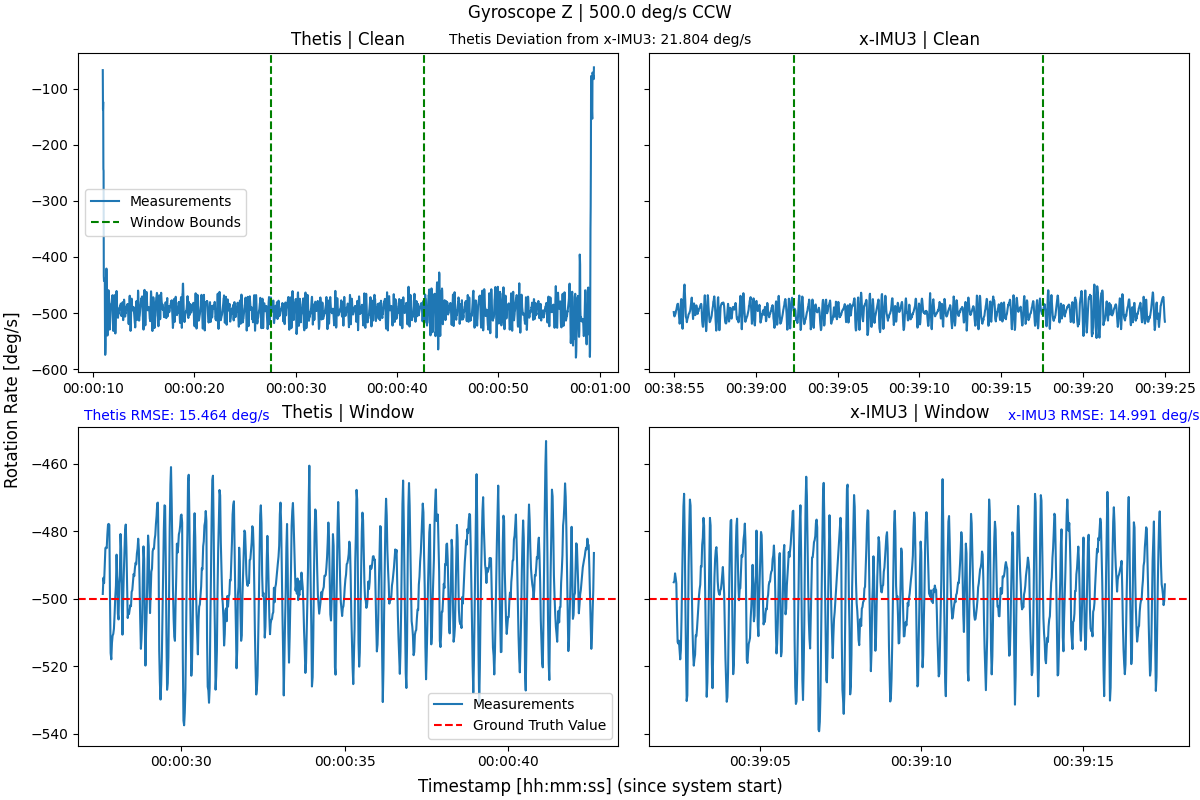 Gyroscope Z | 500.0 deg/s CCW
Thetis | Clean
Thetis Deviation from x-IMU3: 21.804 deg/s
x-IMU3 | Clean
−100
−200
−300
−400
−500
−600
Measurements
Window Bounds
00:00:10 00:00:20 00:00:30 00:00:40 00:00:50 00:01:00
00:38:55 00:39:00 00:39:05 00:39:10 00:39:15 00:39:20 00:39:25
Rotation Rate [deg/s]
Thetis RMSE: 15.464 deg/s
Thetis | Window
x-IMU3 | Window
x-IMU3 RMSE: 14.991 deg/s
−460
−480
−500
−520
−540
Measurements
Ground Truth Value
00:00:30 00:00:35 00:00:40
00:39:05 00:39:10 00:39:15
Timestamp [hh:mm:ss] (since system start)